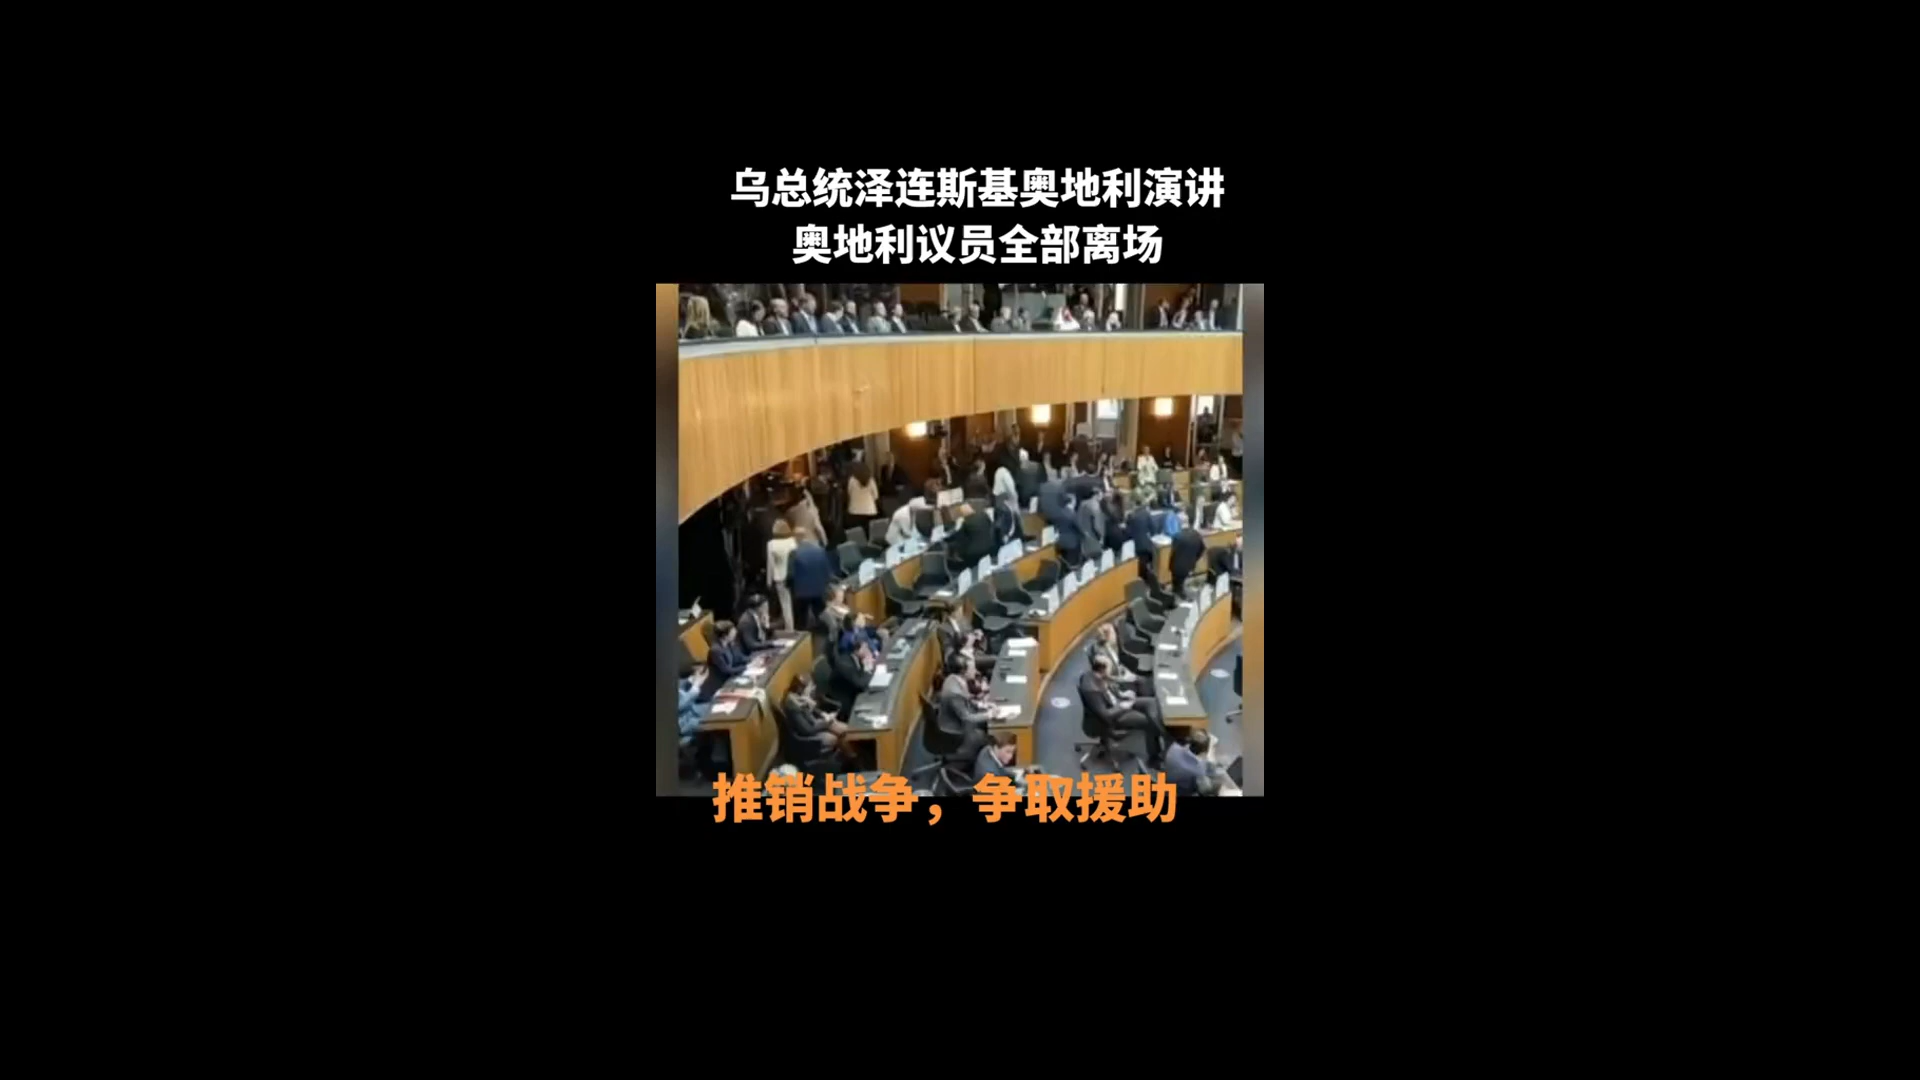 乌总统泽连斯基奥地利演讲
奥地利议员全部离场
推销战争，争取援助